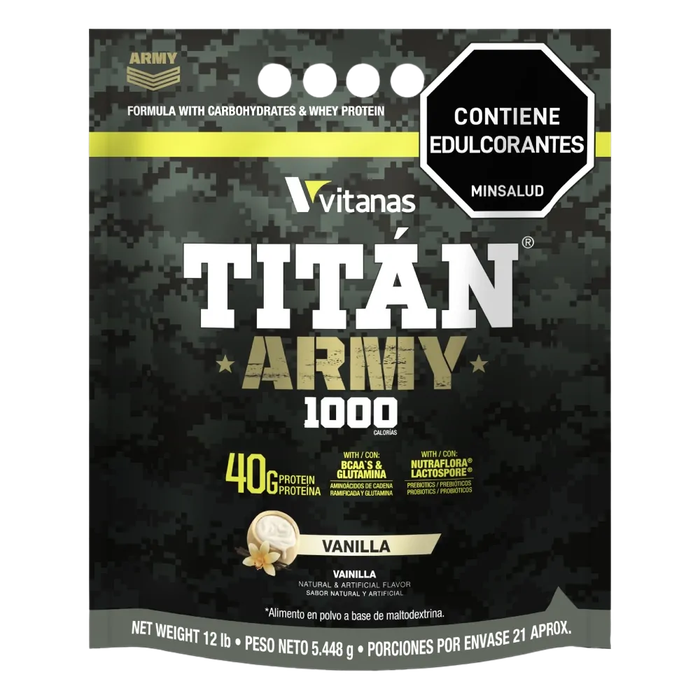 ARMY
FORMULA WITH CARBOHYDRATES & WHEY PROTEIN
CONTIENE
EDULCORANTES
MINSALUD
vitanas
TITÁN®
ARMY
1000
CALORÍAS
40G PROTEIN
PROTEÍNA
WITH / CON:
BCAA'S &
GLUTAMINA
AMINOÁCIDOS DE CADENA
RAMIFICADA Y GLUTAMINA
WITH / CON:
NUTRAFLORA®
LACTOSPORE®
PREBIOTICS / PREBIÓTICOS
PROBIOTICS / PROBIÓTICOS
VANILLA
VAINILLA
NATURAL & ARTIFICIAL FLAVOR
SABOR NATURAL Y ARTIFICIAL
*Alimento en polvo a base de maltodextrina.
NET WEIGHT 12 lb • PESO NETO 5.448 g • PORCIONES POR ENVASE 21 APROX.